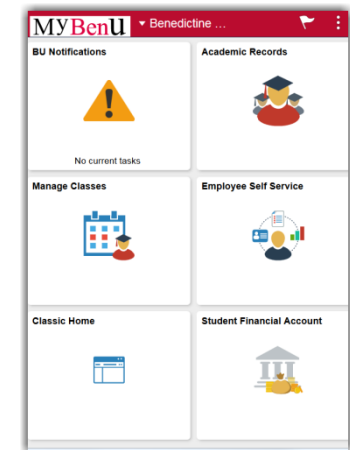 MYBenU ▼ Benedictine ...
BU Notifications
Academic Records
No current tasks
Manage Classes
Employee Self Service
Classic Home
Student Financial Account